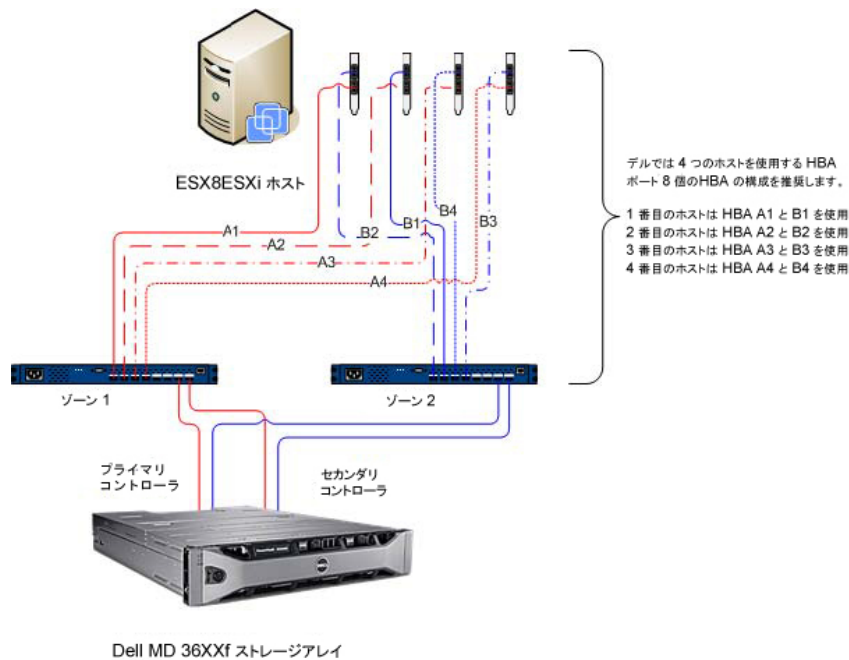 ESX8ESXi ホスト
デルでは 4 つのホストを使用する HBA
ポート 8 個のHBA の構成を推奨します。
1 番目のホストは HBA A1 と B1 を使用
2 番目のホストは HBA A2 と B2 を使用
3 番目のホストは HBA A3 と B3 を使用
4 番目のホストは HBA A4 と B4 を使用
A1
A2
A3
A4
B2
B1
B4
B3
ゾーン 1
ゾーン 2
プライマリ
コントローラ
セカンダリ
コントローラ
Dell MD 36XXf ストレージアレイ